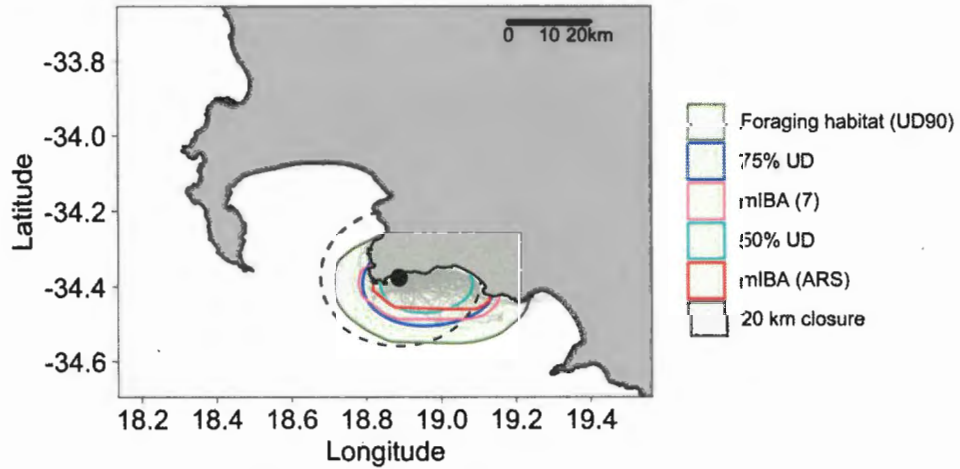 0 10 20km
-33.8
-34.0
-34.2
-34.4
-34.6
Latitude
18.2 18.4 18.6 18.8 19.0 19.2 19.4
Longitude
Foraging habitat (UD90)
75% UD
mIBA (7)
50% UD
mIBA (ARS)
20 km closure